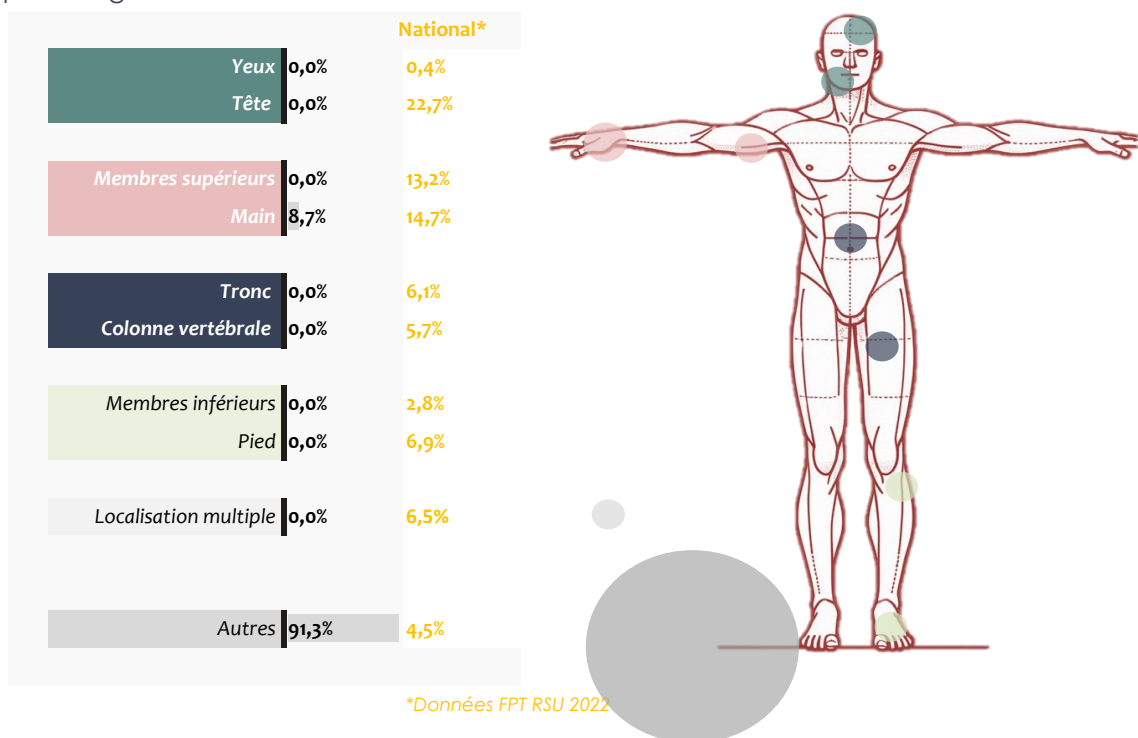 National*
Yeux 0,0% 0,4%
Tête 0,0% 22,7%
Membres supérieurs 0,0% 13,2%
Main 8,7% 14,7%
Tronc 0,0% 6,1%
Colonne vertébrale 0,0% 5,7%
Membres inférieurs 0,0% 2,8%
Pied 0,0% 6,9%
Localisation multiple 0,0% 6,5%
Autres 91,3% 4,5%
*Données FPT RSU 2022